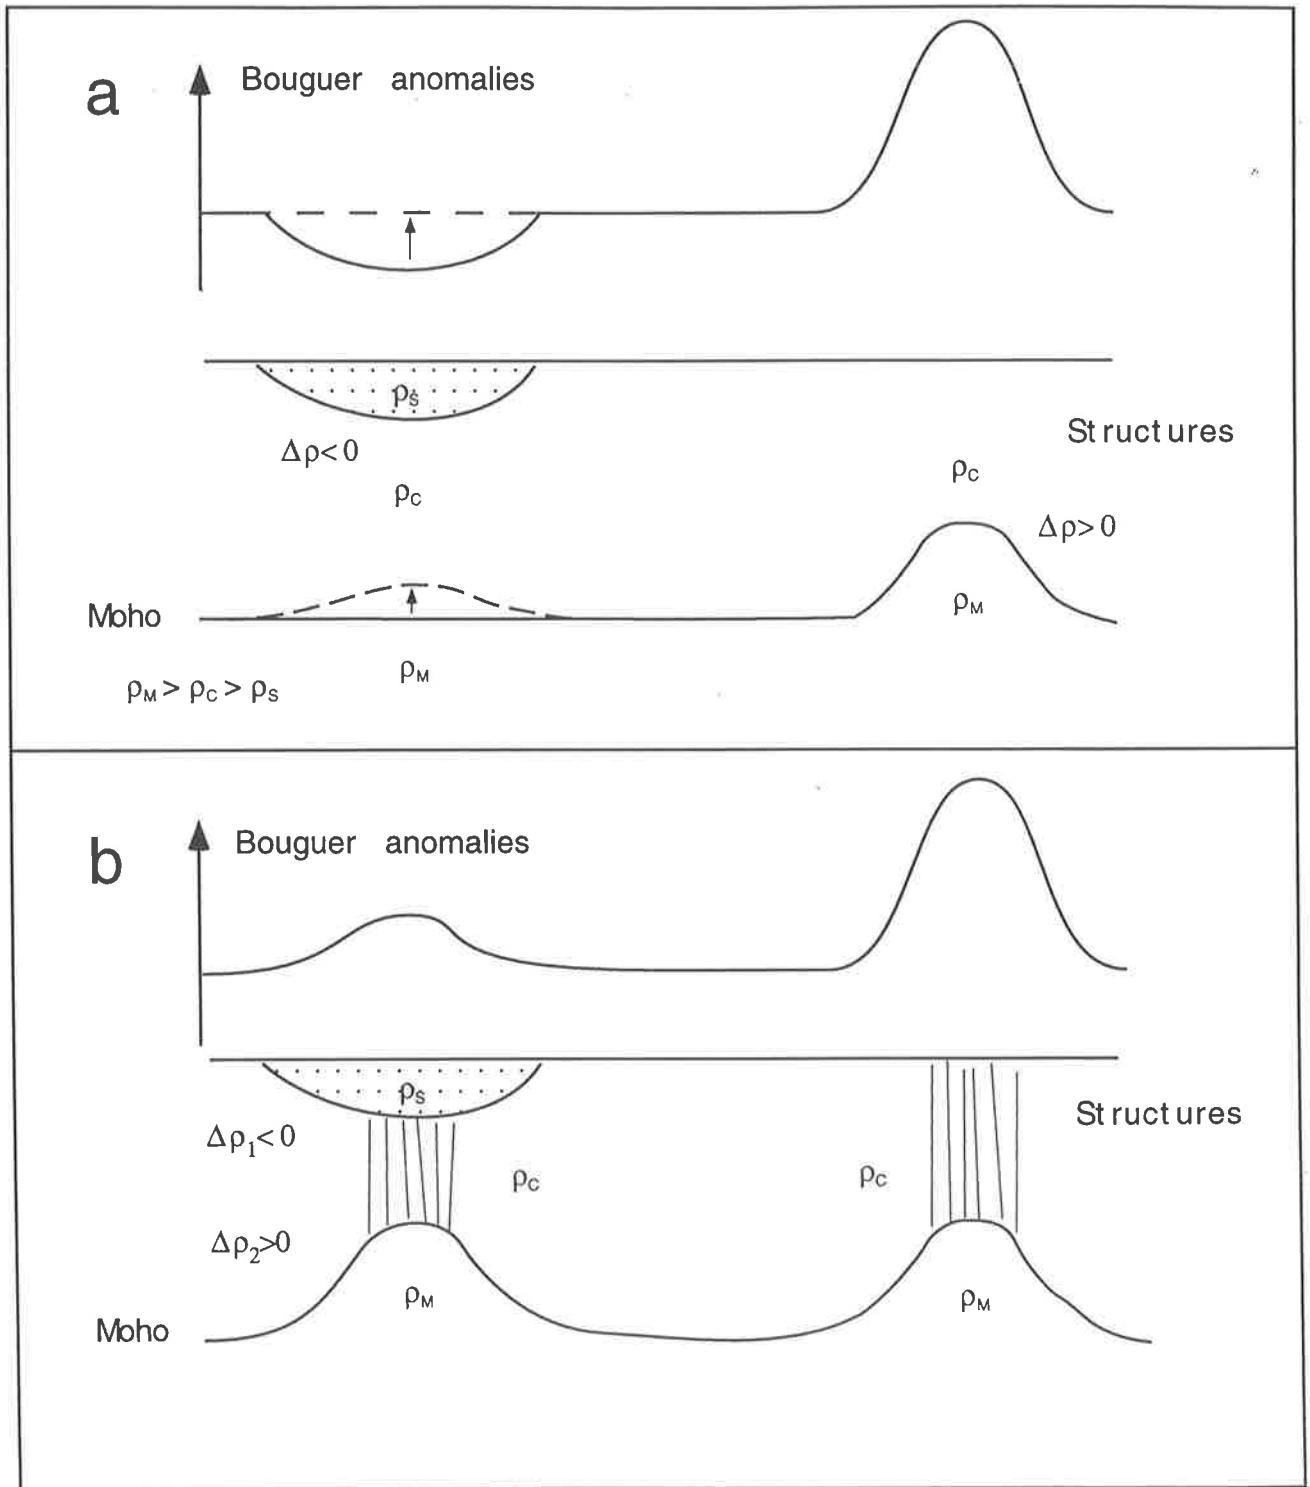 a
Bouguer anomalies
ρS
Δρ<0
Structures
ρC
ρC
Δρ>0
Moho
ρM
ρM
ρM > ρC > ρS
b
Bouguer anomalies
ρS
Structures
Δρ1<0
ρC
ρC
Δρ2>0
ρM
ρM
Moho